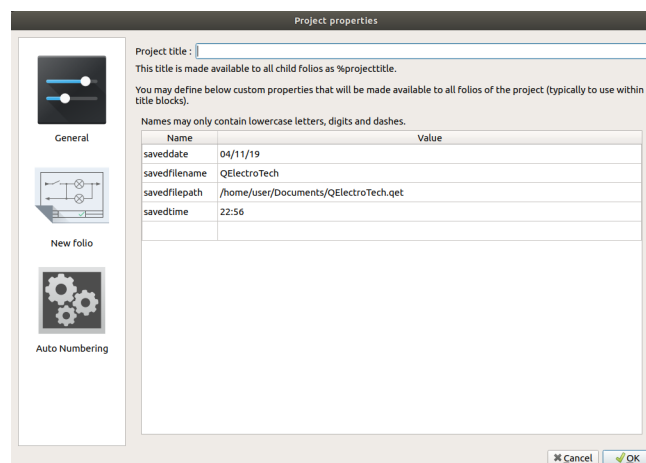 Project properties
Project title :
This title is made available to all child folios as %projecttitle.
You may define below custom properties that will be made available to all folios of the project (typically to use within
title blocks).
Names may only contain lowercase letters, digits and dashes.
General
New folio
Auto Numbering
Name Value
saveddate 04/11/19
savedfilename QElectroTech
savedfilepath /home/user/Documents/QElectroTech.qet
savedtime 22:56
Cancel OK